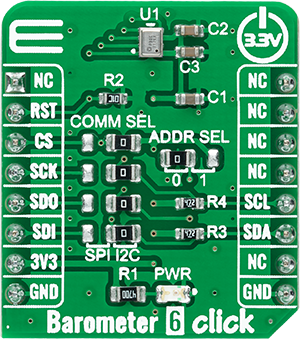 U1
3.3V
C2
C3
NC NC
R2
C1
RST NC
COMM SEL
CS NC
ADDR SEL
SCK NC
0 1
SDO R4 SCL
SDI R3 SDA
SPI I2C
3V3 NC
R1 PWR
4700
GND GND
Barometer 6 click